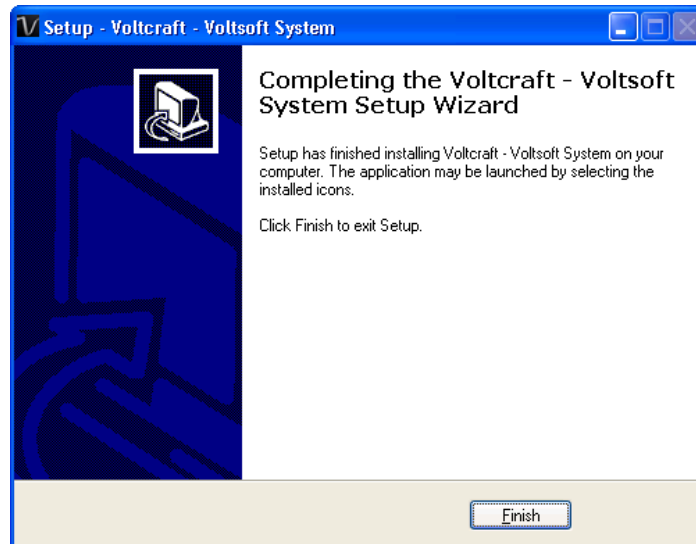 Setup - Voltcraft - Voltsoft System
Completing the Voltcraft - Voltsoft
System Setup Wizard
Setup has finished installing Voltcraft - Voltsoft System on your
computer. The application may be launched by selecting the
installed icons.
Click Finish to exit Setup.
Finish